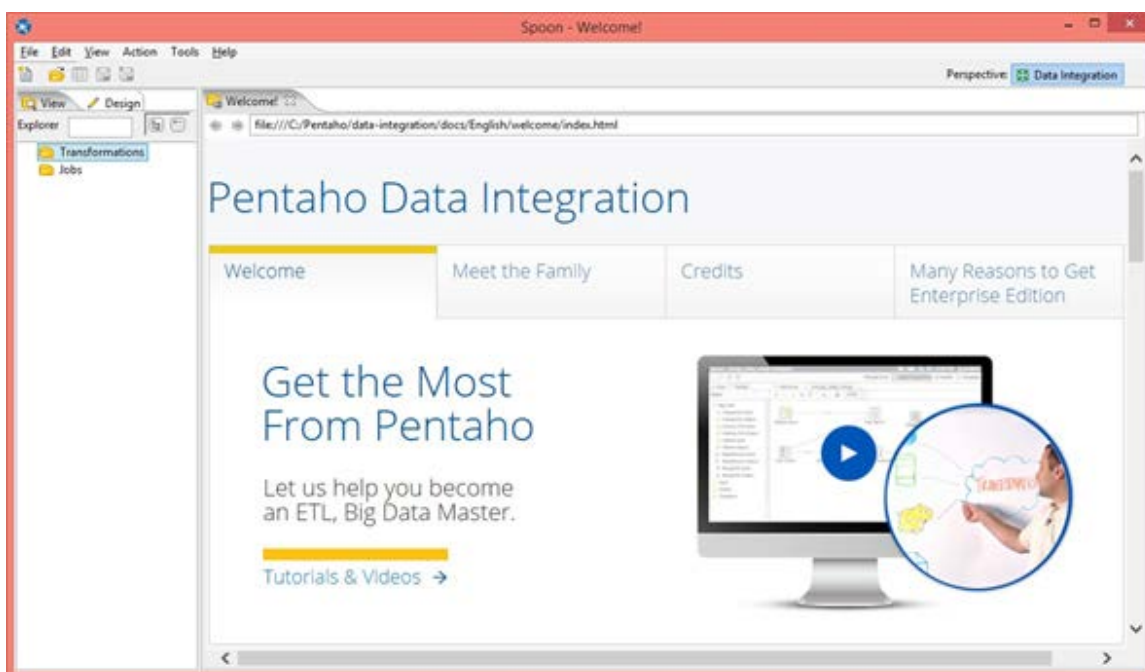 Spoon - Welcome!
File Edit View Action Tools Help
Perspective: Data Integration
View Design
Welcome!
Explorer
file:///C:/Pentaho/data-integration/docs/English/welcome/index.html
Transformations
Jobs
Pentaho Data Integration
Welcome
Meet the Family
Credits
Many Reasons to Get
Enterprise Edition
Get the Most
From Pentaho
Let us help you become
an ETL, Big Data Master.
Tutorials & Videos →